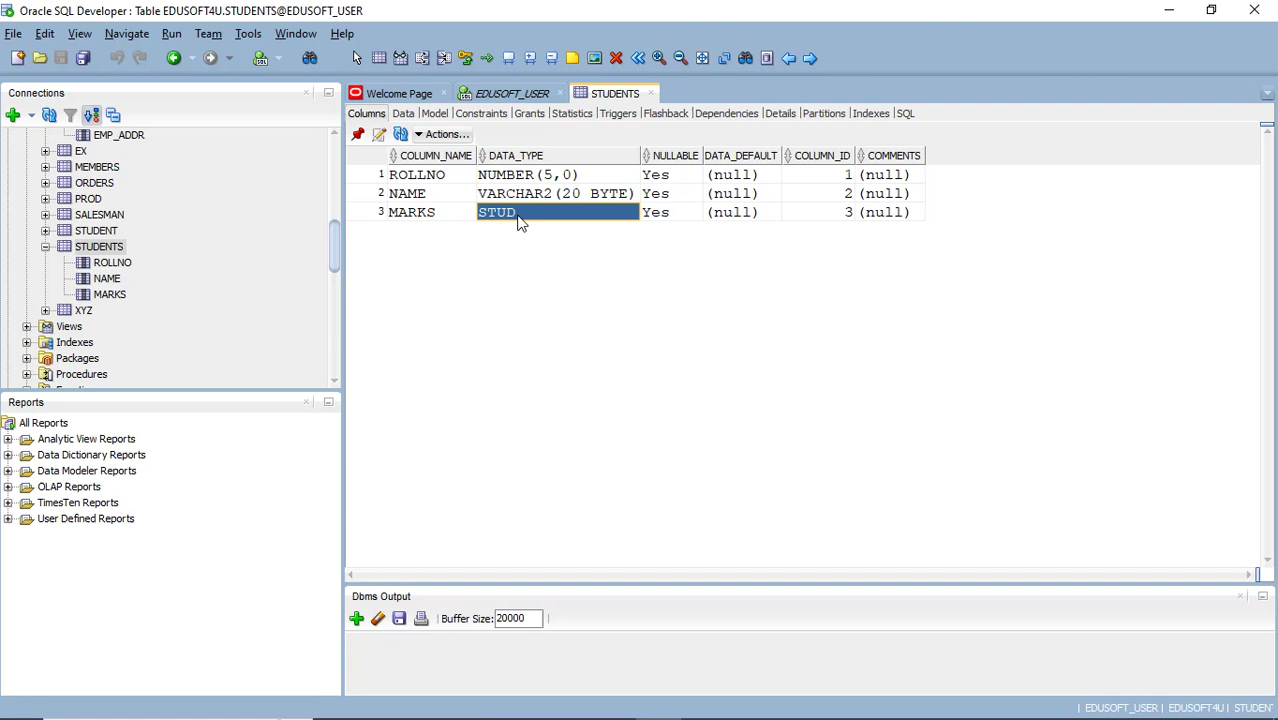 Oracle SQL Developer : Table EDUSOFT4U.STUDENTS@EDUSOFT_USER
File Edit View Navigate Run Team Tools Window Help
Connections
EMP_ADDR
EX
MEMBERS
ORDERS
PROD
SALESMAN
STUDENT
STUDENTS
ROLLNO
NAME
MARKS
XYZ
Views
Indexes
Packages
Procedures
Reports
All Reports
Analytic View Reports
Data Dictionary Reports
Data Modeler Reports
OLAP Reports
TimesTen Reports
User Defined Reports
Welcome Page EDUSOFT_USER STUDENTS
Columns Data Model Constraints Grants Statistics Triggers Flashback Dependencies Details Partitions Indexes SQL
Actions...
COLUMN_NAME DATA_TYPE NULLABLE DATA_DEFAULT COLUMN_ID COMMENTS
1 ROLLNO NUMBER(5,0) Yes (null) 1 (null)
2 NAME VARCHAR2(20 BYTE) Yes (null) 2 (null)
3 MARKS STUD Yes (null) 3 (null)
Dbms Output
Buffer Size: 20000
| EDUSOFT_USER | EDUSOFT4U | STUDEN